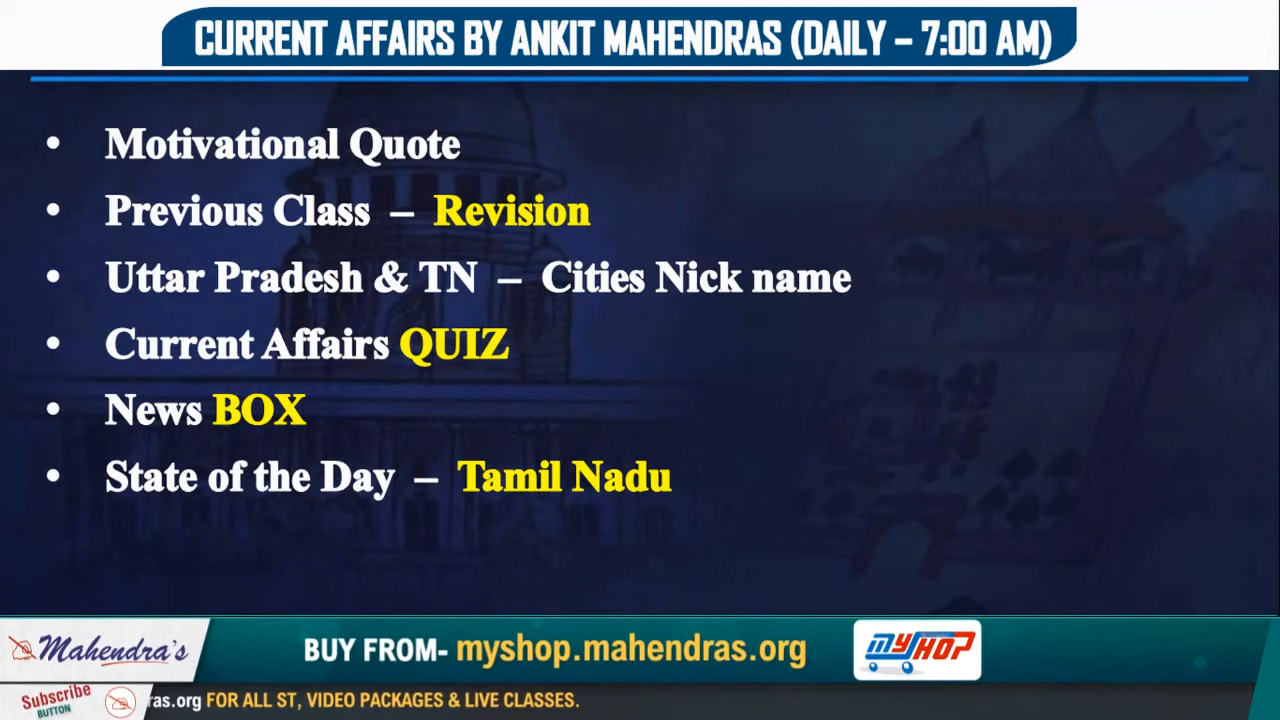 CURRENT AFFAIRS BY ANKIT MAHENDRAS (DAILY – 7:00 AM)
• Motivational Quote
• Previous Class – Revision
• Uttar Pradesh & TN – Cities Nick name
• Current Affairs QUIZ
• News BOX
• State of the Day – Tamil Nadu
Mahendra's
BUY FROM- myshop.mahendras.org
MY SHOP
Subscribe
BUTTON
ras.org FOR ALL ST, VIDEO PACKAGES & LIVE CLASSES.